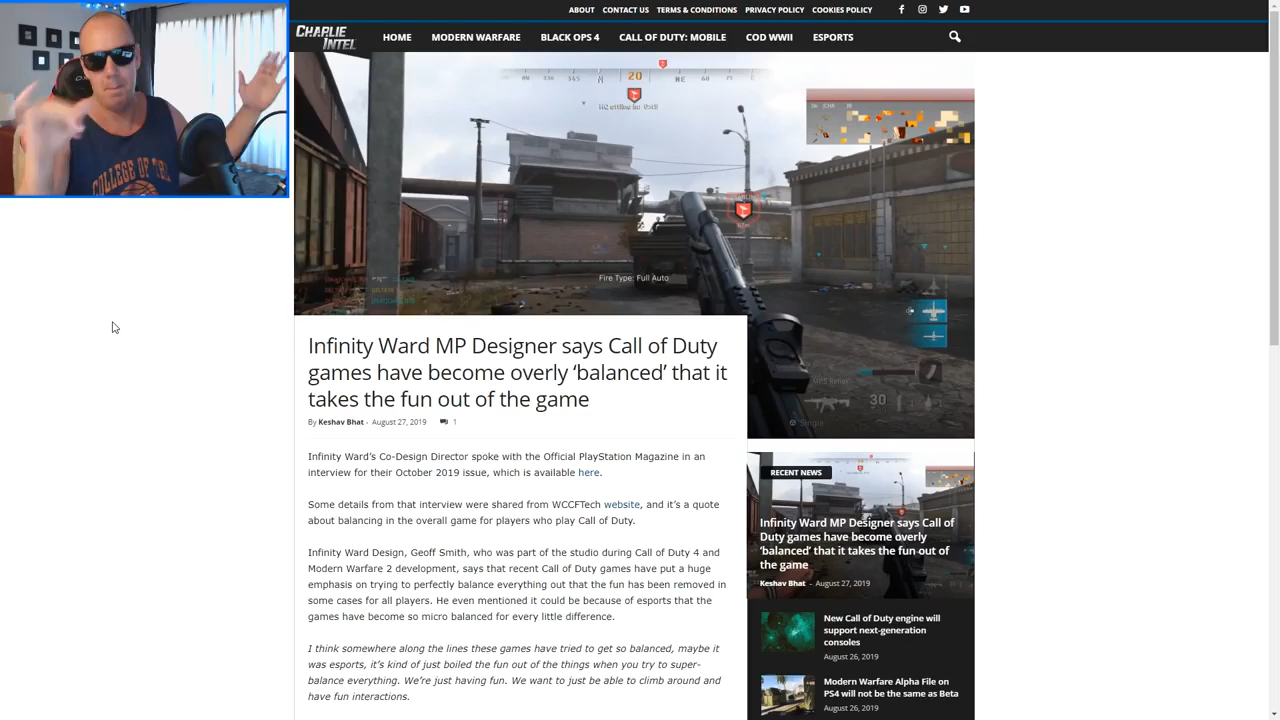 ABOUT CONTACT US TERMS & CONDITIONS PRIVACY POLICY COOKIES POLICY
CHARLIE INTEL
HOME MODERN WARFARE BLACK OPS 4 CALL OF DUTY: MOBILE COD WWII ESPORTS
20
COLLEGE OF
Fire Type: Full Auto
30
Single
Infinity Ward MP Designer says Call of Duty
games have become overly ‘balanced’ that it
takes the fun out of the game
By Keshav Bhat - August 27, 2019 1
Infinity Ward’s Co-Design Director spoke with the Official PlayStation Magazine in an
interview for their October 2019 issue, which is available here.
Some details from that interview were shared from WCCFTech website, and it’s a quote
about balancing in the overall game for players who play Call of Duty.
Infinity Ward Design, Geoff Smith, who was part of the studio during Call of Duty 4 and
Modern Warfare 2 development, says that recent Call of Duty games have put a huge
emphasis on trying to perfectly balance everything out that the fun has been removed in
some cases for all players. He even mentioned it could be because of esports that the
games have become so micro balanced for every little difference.
I think somewhere along the lines these games have tried to get so balanced, maybe it
was esports, it’s kind of just boiled the fun out of the things when you try to super-
balance everything. We’re just having fun. We want to just be able to climb around and
have fun interactions.
RECENT NEWS
Infinity Ward MP Designer says Call of
Duty games have become overly
‘balanced’ that it takes the fun out of
the game
Keshav Bhat - August 27, 2019
New Call of Duty engine will
support next-generation
consoles
August 26, 2019
Modern Warfare Alpha File on
PS4 will not be the same as Beta
August 26, 2019